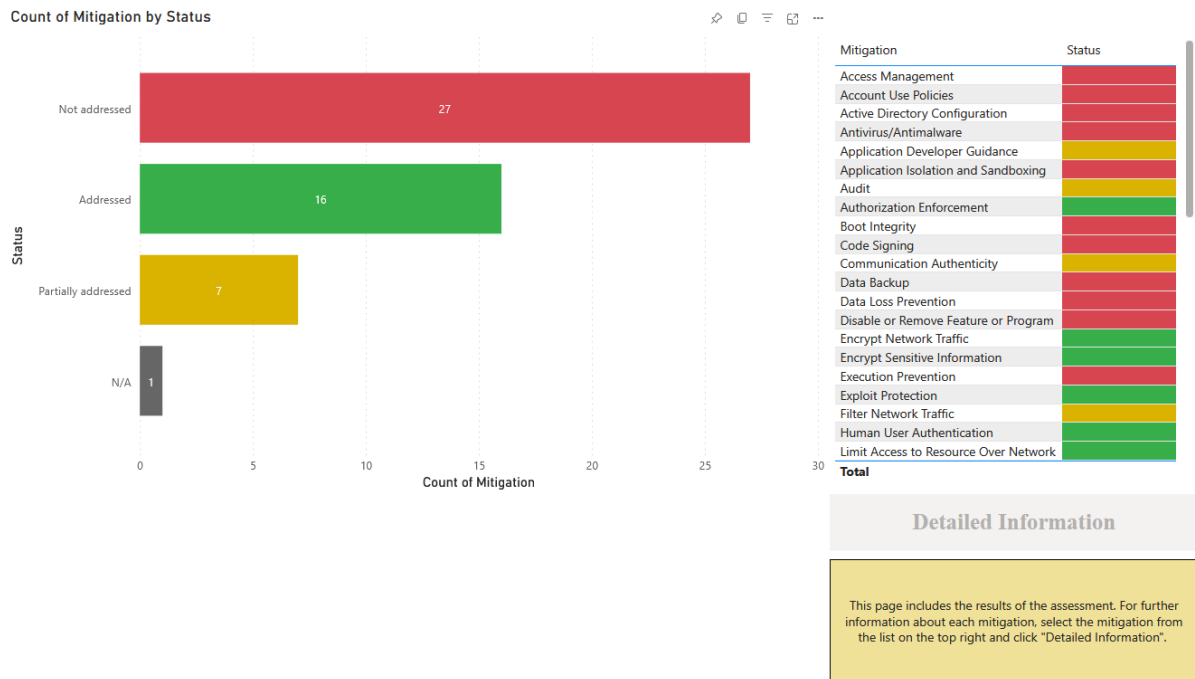 Count of Mitigation by Status
Status
Not addressed
27
Addressed
16
Partially addressed
7
N/A
1
0 5 10 15 20 25 30
Count of Mitigation
Mitigation Status
Access Management
Account Use Policies
Active Directory Configuration
Antivirus/Antimalware
Application Developer Guidance
Application Isolation and Sandboxing
Audit
Authorization Enforcement
Boot Integrity
Code Signing
Communication Authenticity
Data Backup
Data Loss Prevention
Disable or Remove Feature or Program
Encrypt Network Traffic
Encrypt Sensitive Information
Execution Prevention
Exploit Protection
Filter Network Traffic
Human User Authentication
Limit Access to Resource Over Network
Total
Detailed Information
This page includes the results of the assessment. For further
information about each mitigation, select the mitigation from
the list on the top right and click "Detailed Information".